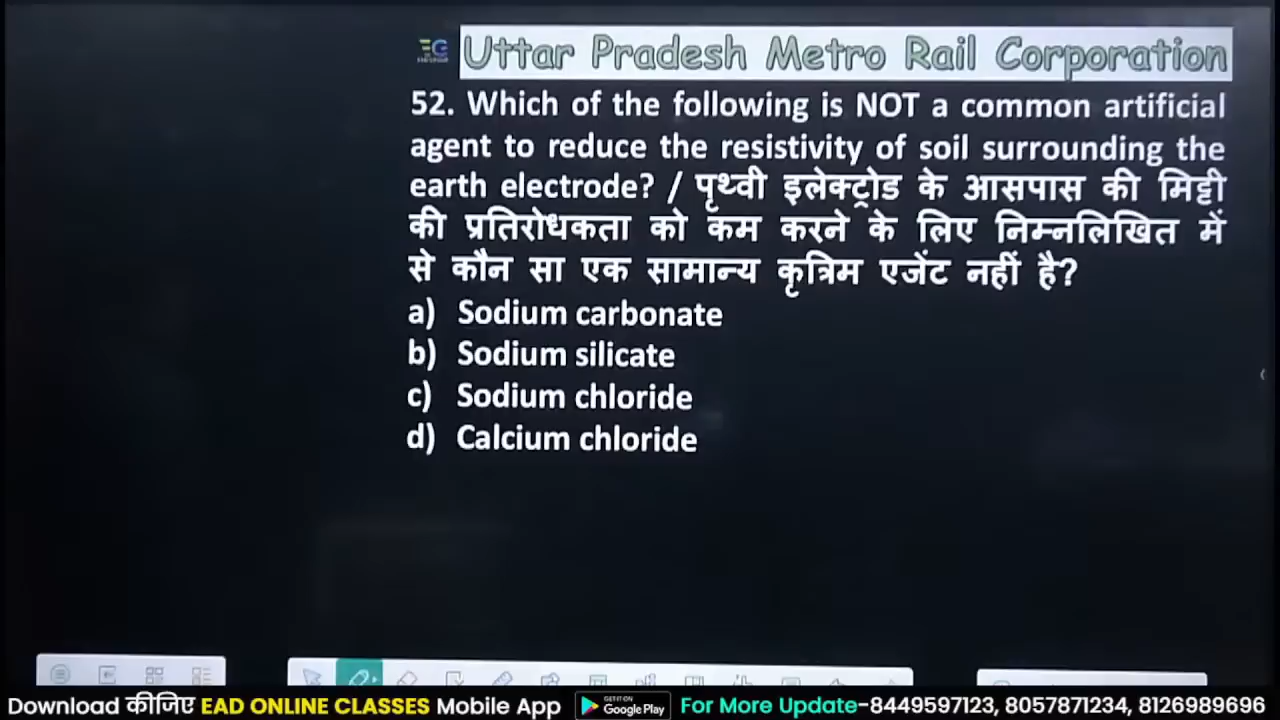 Uttar Pradesh Metro Rail Corporation
52. Which of the following is NOT a common artificial
agent to reduce the resistivity of soil surrounding the
earth electrode? / पृथ्वी इलेक्ट्रोड के आसपास की मिट्टी
की प्रतिरोधकता को कम करने के लिए निम्नलिखित में
से कौन सा एक सामान्य कृत्रिम एजेंट नहीं है?
a) Sodium carbonate
b) Sodium silicate
c) Sodium chloride
d) Calcium chloride
Download कीजिए EAD ONLINE CLASSES Mobile App GET IT ON Google Play For More Update-8449597123, 8057871234, 8126989696